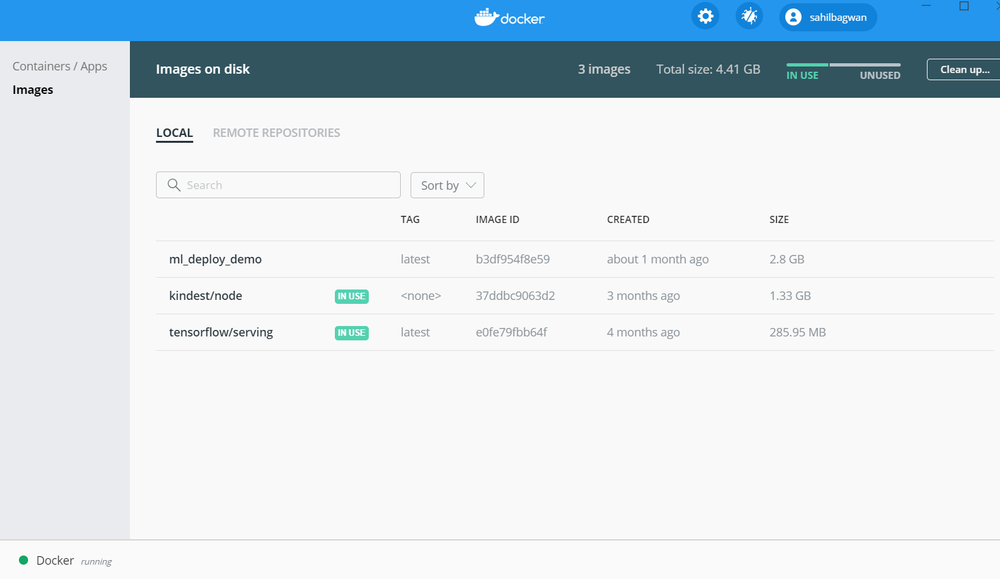 docker
sahilbagwan
Containers / Apps
Images
Images on disk
3 images
Total size: 4.41 GB
IN USE
UNUSED
Clean up...
LOCAL
REMOTE REPOSITORIES
Search
Sort by
TAG IMAGE ID CREATED SIZE
ml_deploy_demo latest b3df954f8e59 about 1 month ago 2.8 GB
kindest/node IN USE <none> 37ddbc9063d2 3 months ago 1.33 GB
tensorflow/serving IN USE latest e0fe79fbb64f 4 months ago 285.95 MB
Docker running